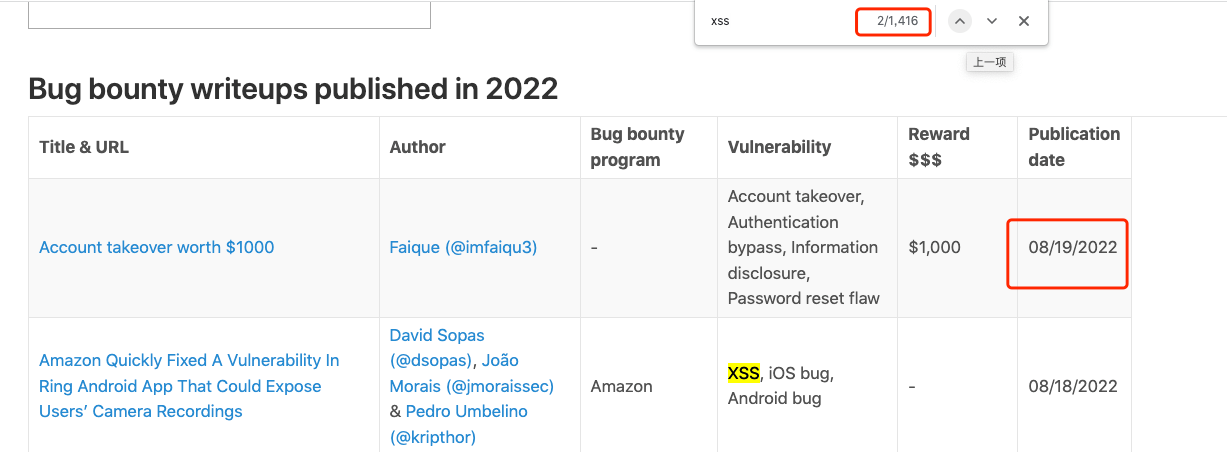 xss 2/1,416
上一项
Bug bounty writeups published in 2022
Title & URL
Author
Bug bounty
program
Vulnerability
Reward
$$$
Publication
date
Account takeover worth $1000
Faique (@imfaiqu3)
-
Account takeover,
Authentication
bypass, Information
disclosure,
Password reset flaw
$1,000
08/19/2022
Amazon Quickly Fixed A Vulnerability In
Ring Android App That Could Expose
Users’ Camera Recordings
David Sopas
(@dsopas), João
Morais (@jmoraissec)
& Pedro Umbelino
(@kripthor)
Amazon
XSS, iOS bug,
Android bug
-
08/18/2022